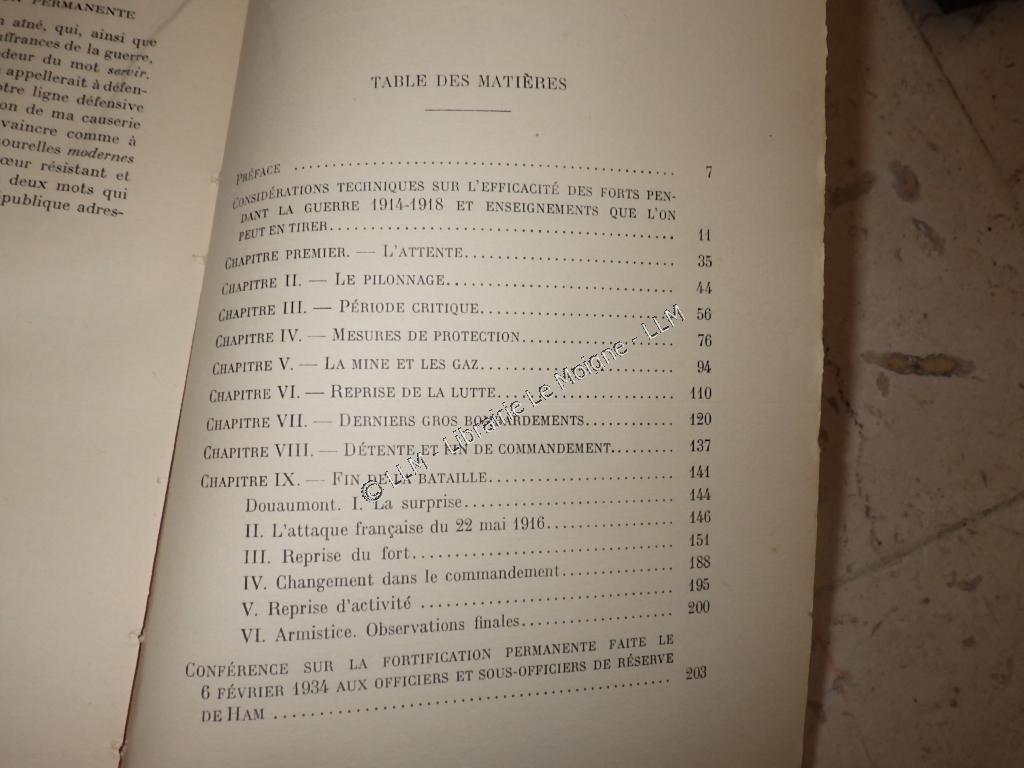 ON PERMANENTE
n aîné, qui, ainsi que
uffrances de la guerre,
deur du mot servir.
s appellerait à défen-
otre ligne défensive
on de ma causerie
vaincre comme à
tourelles modernes
cœur résistant et
deux mots qui
épublique adres-
TABLE DES MATIÈRES
PRÉFACE .......... 7
CONSIDÉRATIONS TECHNIQUES SUR L'EFFICACITÉ DES FORTS PEN-
DANT LA GUERRE 1914-1918 ET ENSEIGNEMENTS QUE L'ON
PEUT EN TIRER.......... 11
CHAPITRE PREMIER. — L'ATTENTE.......... 35
CHAPITRE II. — LE PILONNAGE.......... 44
CHAPITRE III. — PÉRIODE CRITIQUE.......... 56
CHAPITRE IV. — MESURES DE PROTECTION.......... 76
CHAPITRE V. — LA MINE ET LES GAZ.......... 94
CHAPITRE VI. — REPRISE DE LA LUTTE.......... 110
CHAPITRE VII. — DERNIERS GROS BOMBARDEMENTS.......... 120
CHAPITRE VIII. — DÉTENTE ET FIN DE COMMANDEMENT.......... 137
CHAPITRE IX. — FIN DE LA BATAILLE.......... 141
Douaumont. I. La surprise.......... 144
II. L'attaque française du 22 mai 1916.......... 146
III. Reprise du fort.......... 151
IV. Changement dans le commandement.......... 188
V. Reprise d'activité .......... 195
VI. Armistice. Observations finales.......... 200
CONFÉRENCE SUR LA FORTIFICATION PERMANENTE FAITE LE
6 FÉVRIER 1934 AUX OFFICIERS ET SOUS-OFFICIERS DE RÉSERVE
DE HAM .......... 203
© LLM - Librairie Le Moigne - LLM